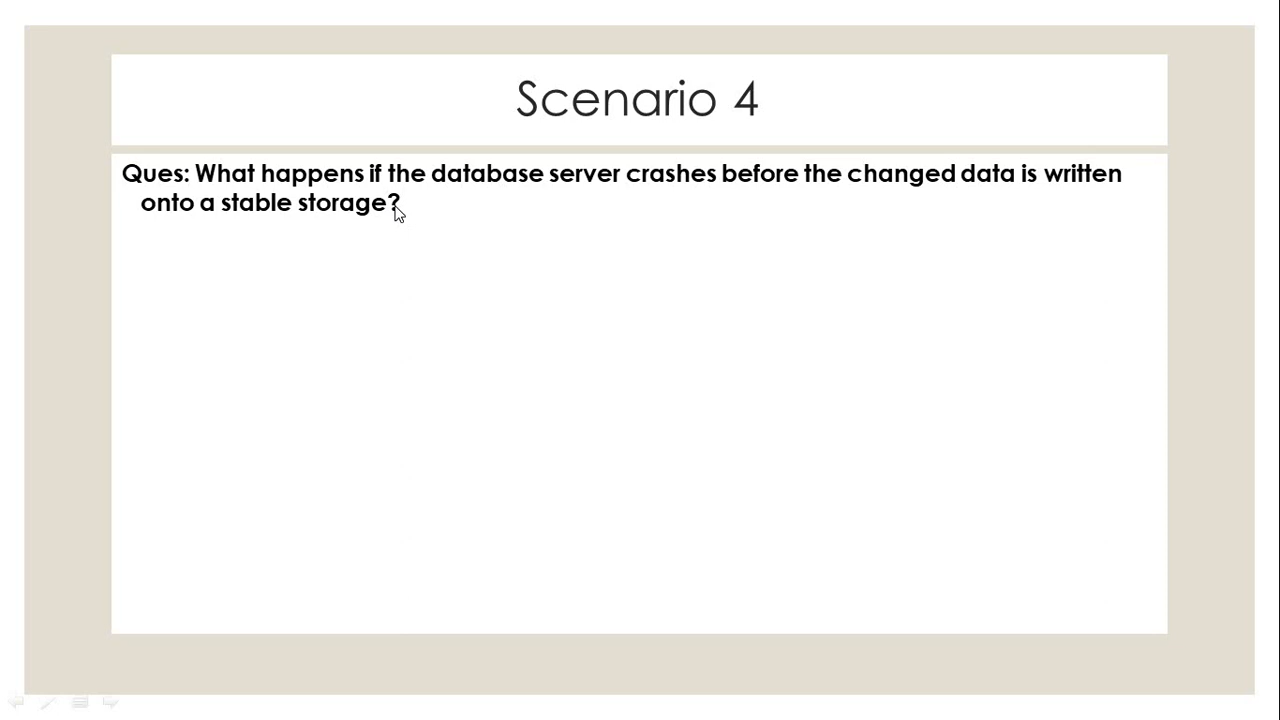 Scenario 4
Ques: What happens if the database server crashes before the changed data is written
onto a stable storage?